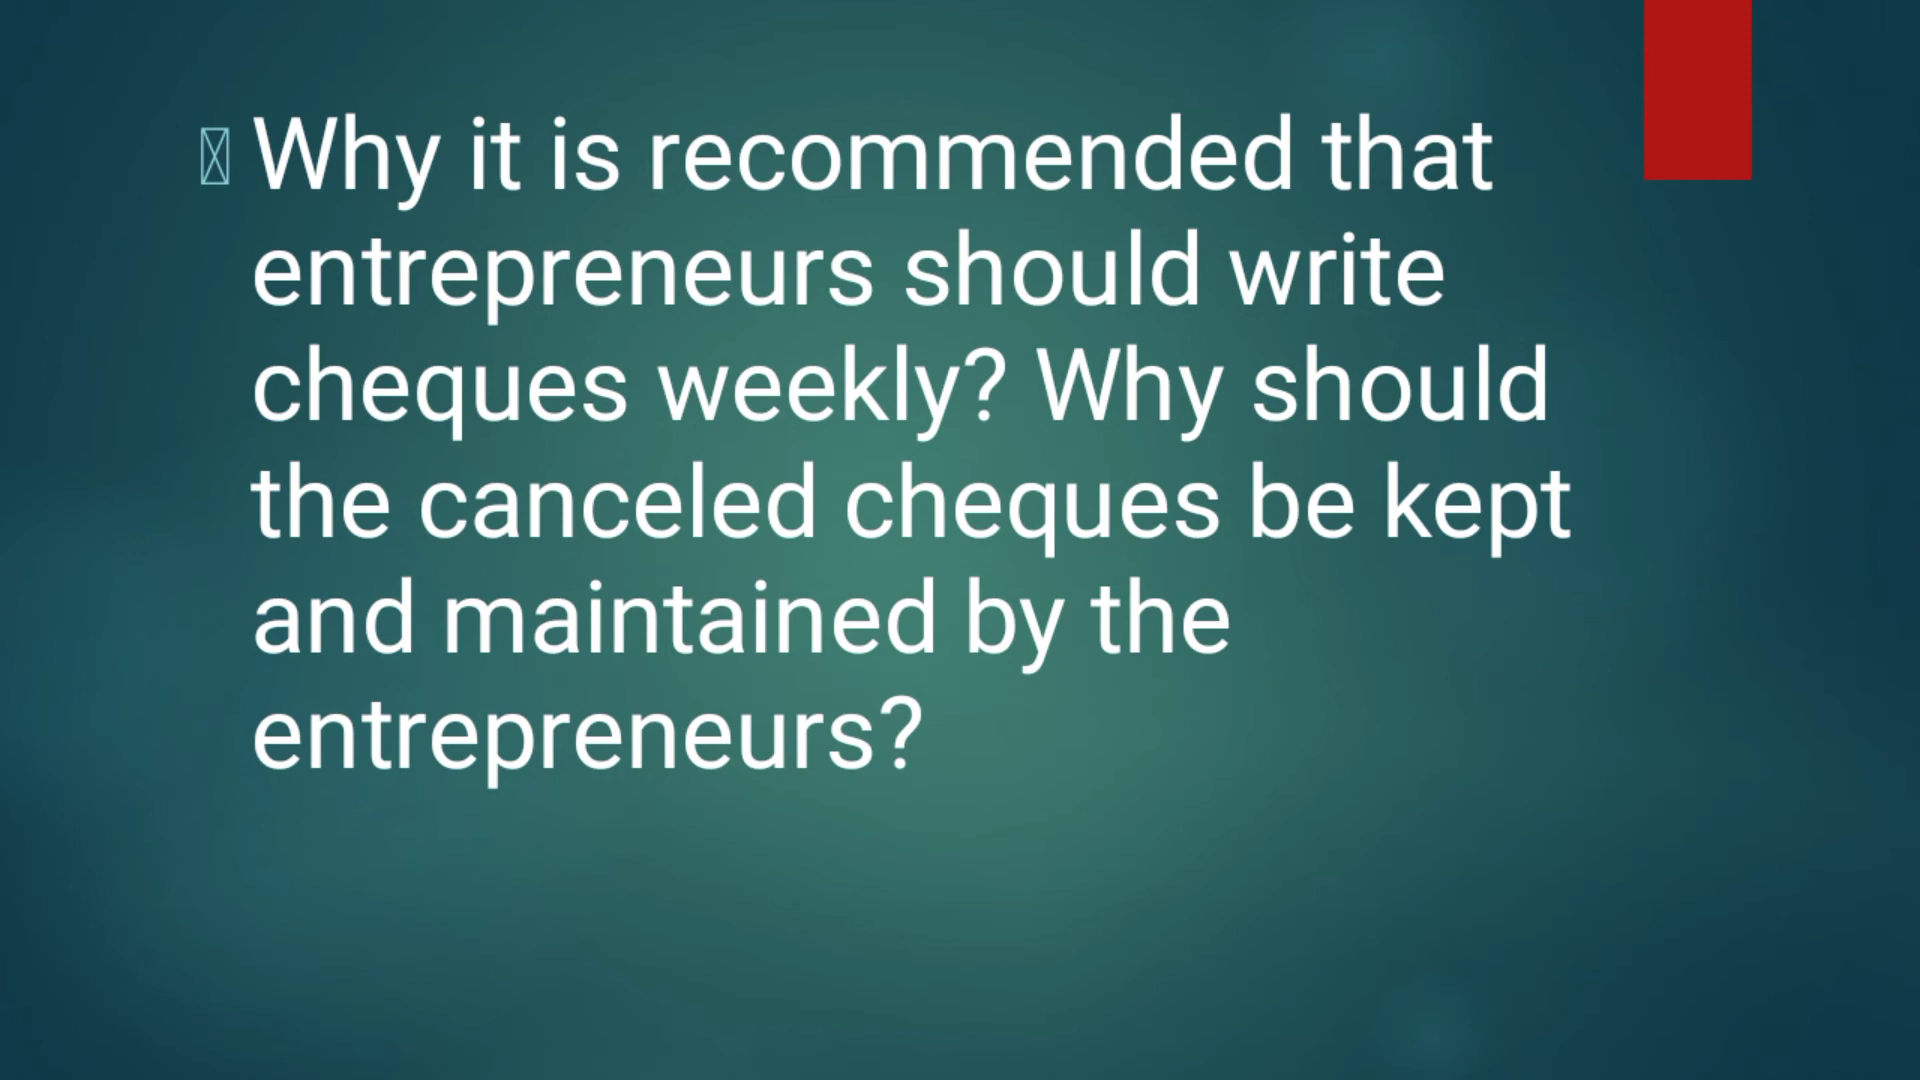 Why it is recommended that
entrepreneurs should write
cheques weekly? Why should
the canceled cheques be kept
and maintained by the
entrepreneurs?